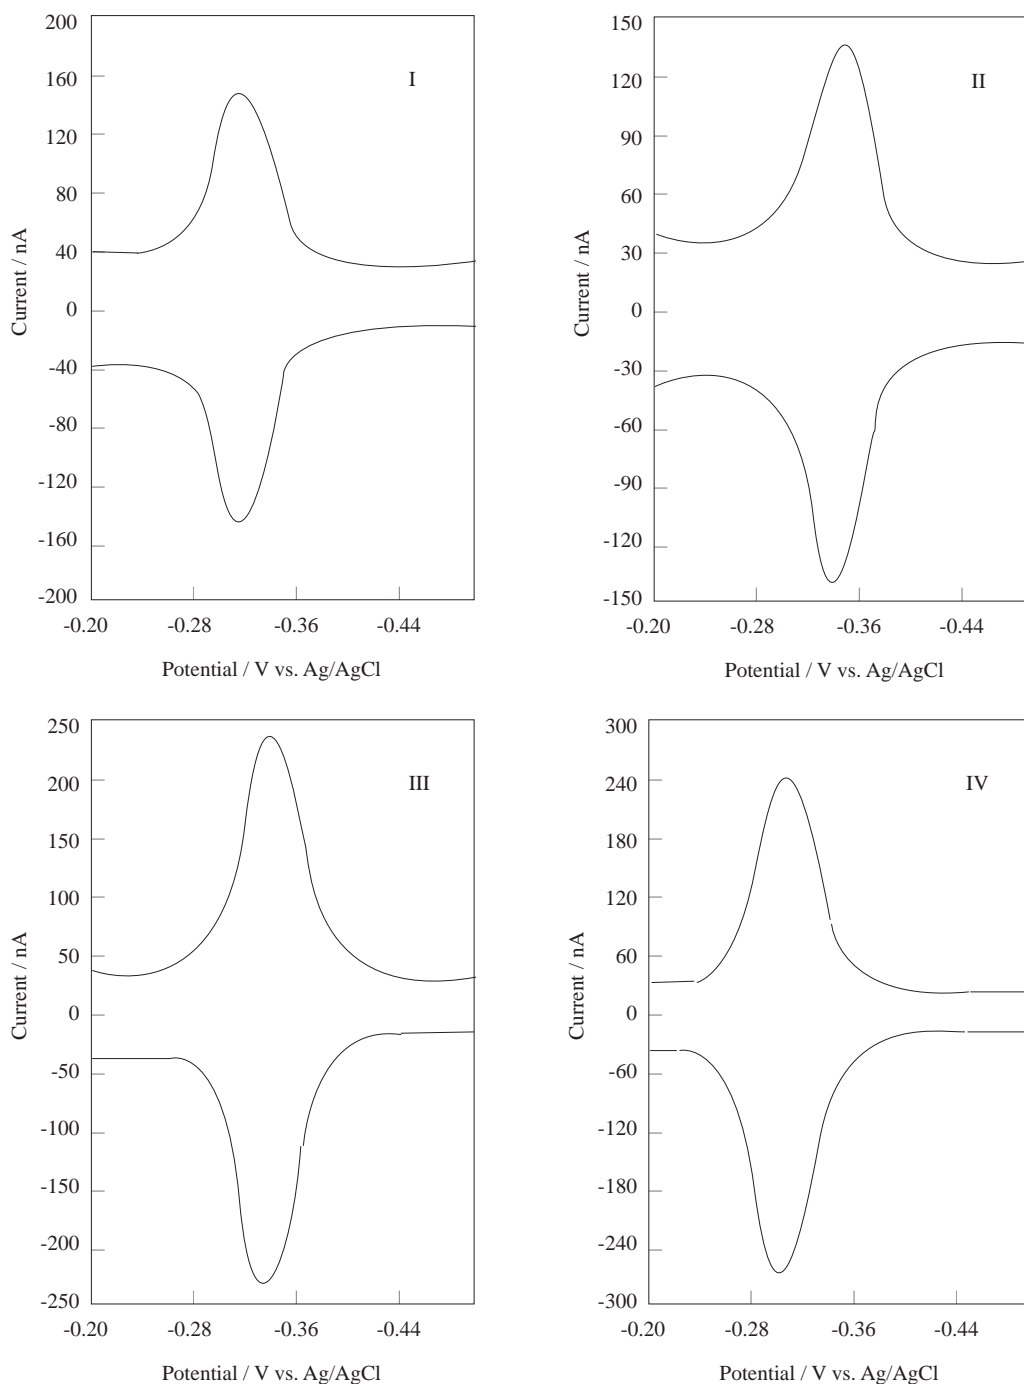 200
160
120
80
40
0
-40
-80
-120
-160
-200
Current / nA
I
-0.20 -0.28 -0.36 -0.44
Potential / V vs. Ag/AgCl
150
120
90
60
30
0
-30
-60
-90
-120
-150
Current / nA
II
-0.20 -0.28 -0.36 -0.44
Potential / V vs. Ag/AgCl
250
200
150
100
50
0
-50
-100
-150
-200
-250
Current / nA
III
-0.20 -0.28 -0.36 -0.44
Potential / V vs. Ag/AgCl
300
240
180
120
60
0
-60
-120
-180
-240
-300
Current / nA
IV
-0.20 -0.28 -0.36 -0.44
Potential / V vs. Ag/AgCl